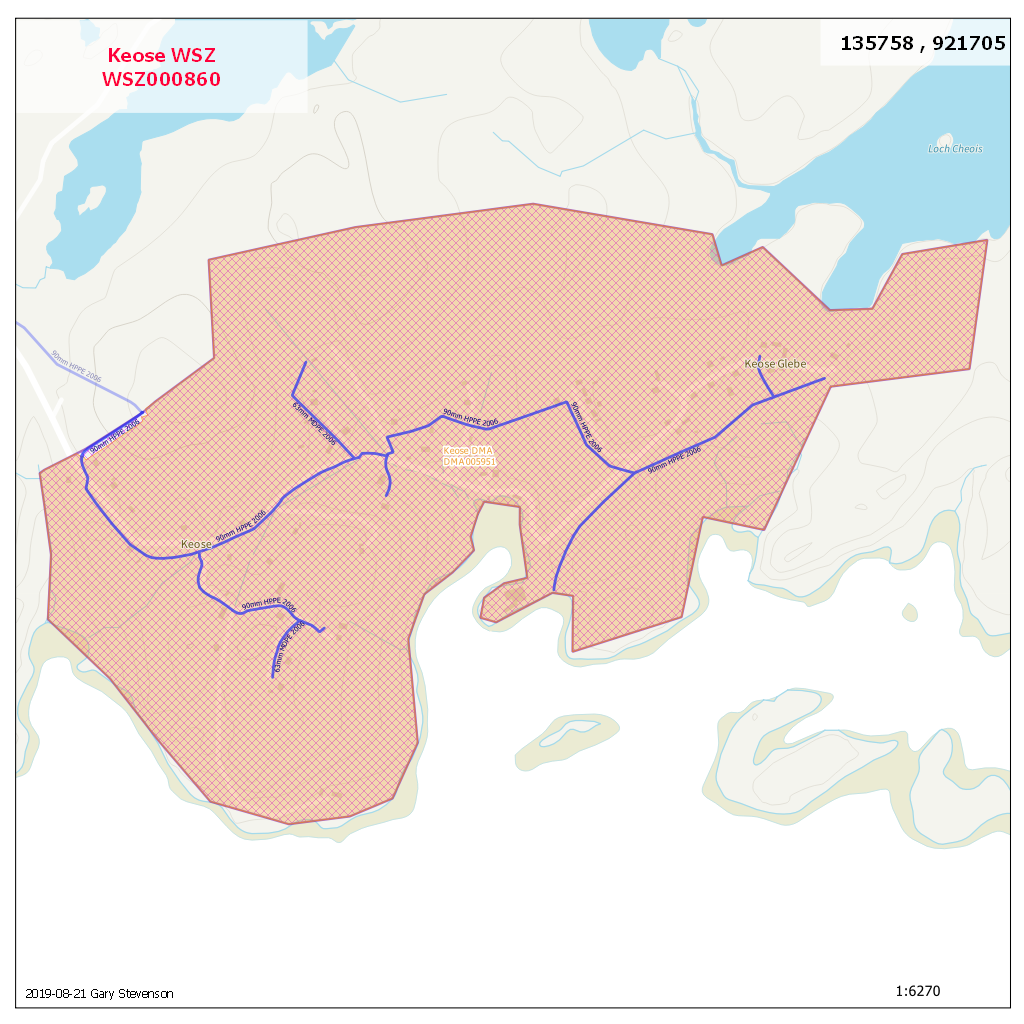 Keose WSZ
WSZ000860
135758 , 921705
Loch Cheois
90mm HPPE 2006
Keose Glebe
63mm MDPE 2006
90mm HPPE 2006
90mm HPPE 2006
90mm HPPE 2006
Keose DMA
DMA005951
90mm HPPE 2006
90mm HPPE 2006
Keose
90mm HPPE 2006
63mm MDPE 2006
2019-08-21 Gary Stevenson
1:6270